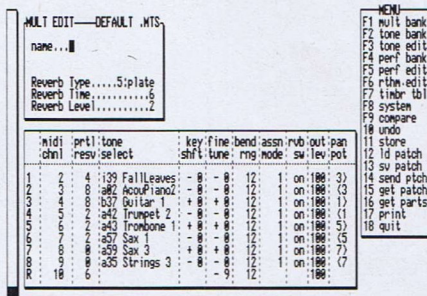 MULT EDIT——DEFAULT .MTS
name...
Reverb Type.....5:plate
Reverb Time.........6
Reverb Level........2
midi prtl tone key fine bend assn rvb out pan
chnl resv select shft tune rng mode sw lev pot
1 2 4 i39 FallLeaves - 0 - 0 12 1 on 100 3>
2 3 8 a02 AcouPiano2 - 0 - 0 12 1 on 100 <3
3 4 8 b37 Guitar 1 + 0 + 0 12 1 on 100 1>
4 5 2 a42 Trumpet 2 - 0 - 0 12 1 on 100 <1
5 6 2 a43 Trombone 1 + 0 + 0 12 1 on 100 5>
6 7 2 a57 Sax 1 - 0 - 0 12 1 on 100 <5
7 8 0 a59 Sax 3 + 0 + 0 12 1 on 100 7>
8 9 0 a35 Strings 3 - 0 - 0 12 1 on 100 <7
R 10 6 - 9 12 100
MENU
F1 mult bank
F2 tone bank
F3 tone edit
F4 perf bank
F5 perf edit
F6 rthm edit
F7 timbr tbl
F8 system
F9 compare
10 undo
11 store
12 ld patch
13 sv patch
14 send ptch
15 get patch
16 get parts
17 print
18 quit